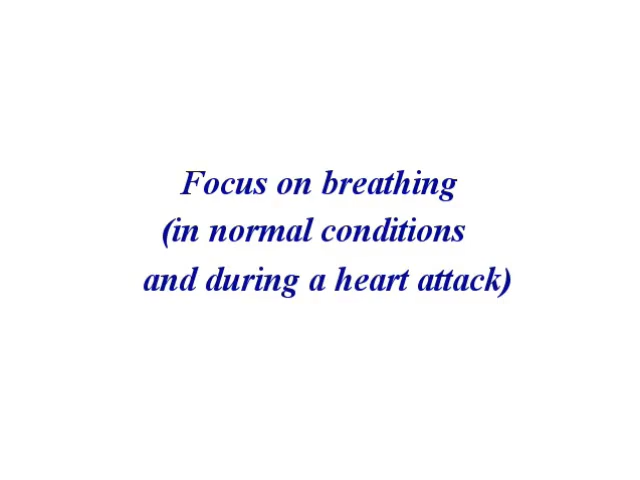 Focus on breathing
(in normal conditions
and during a heart attack)